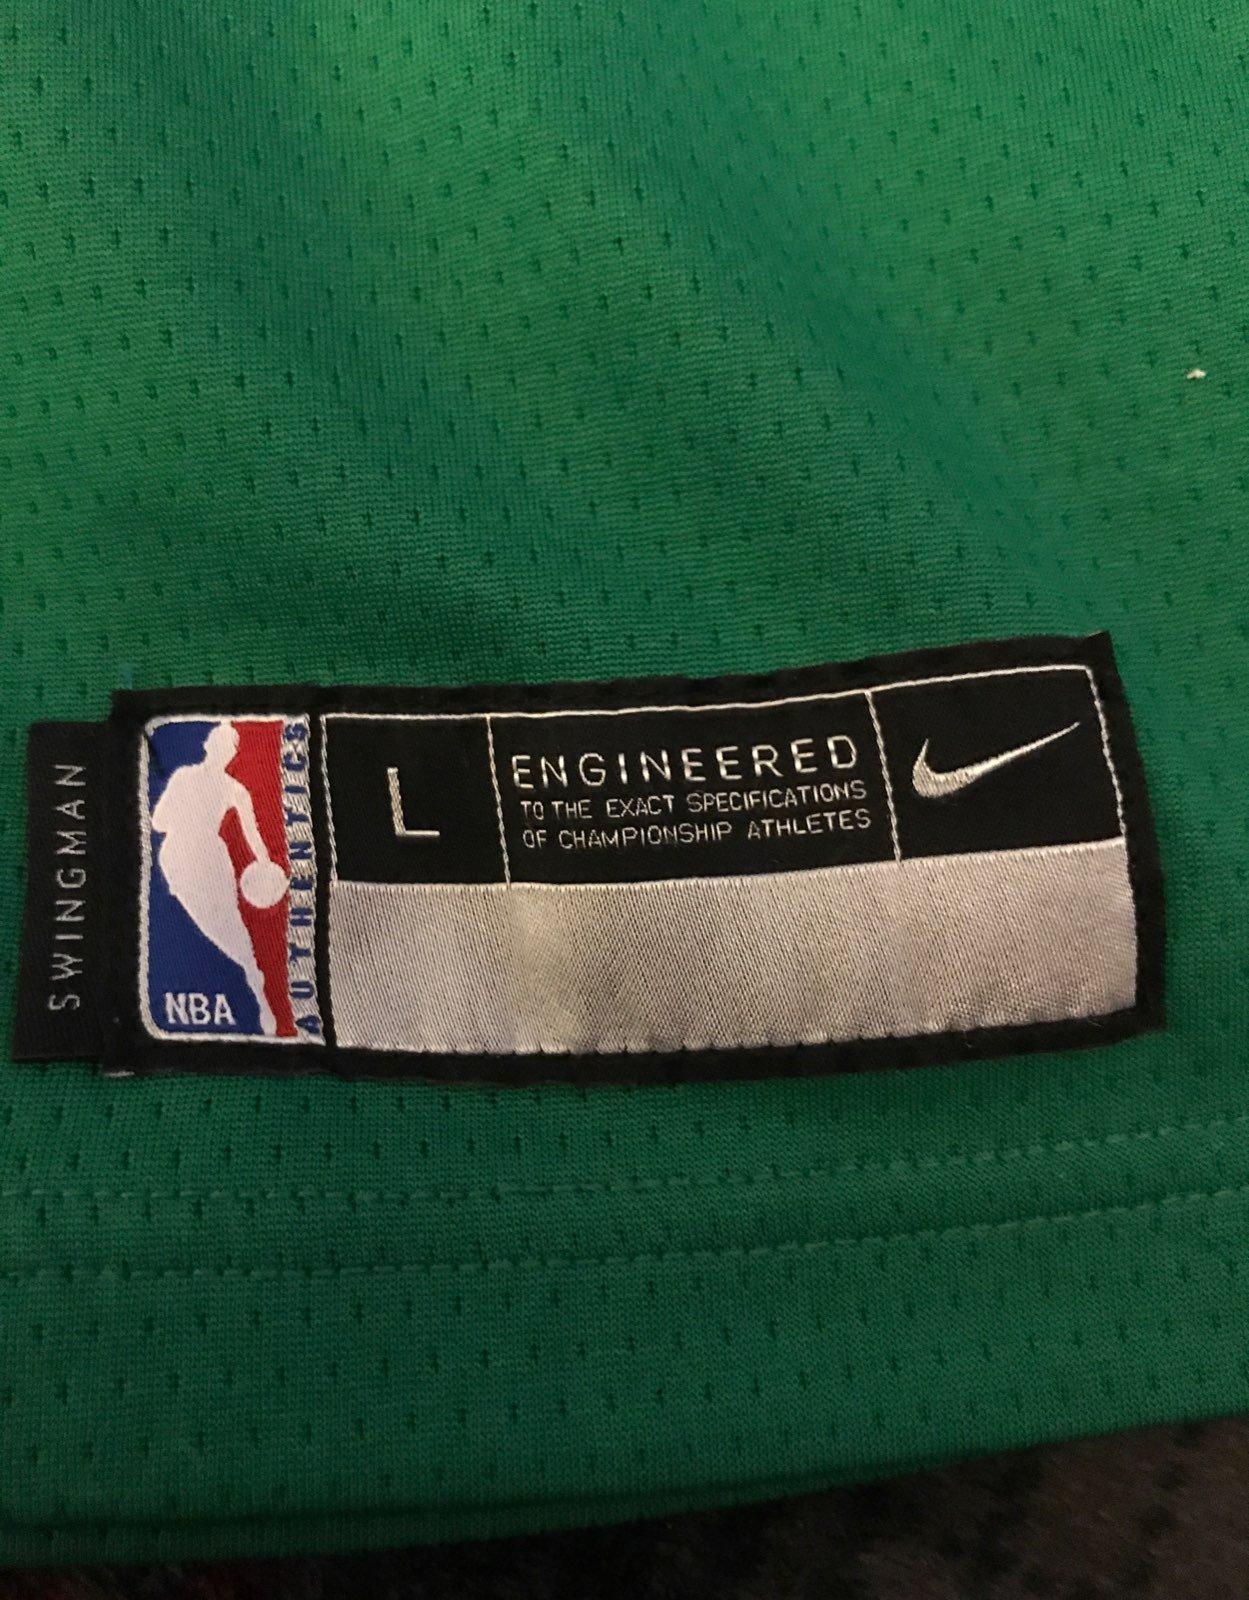 SWINGMAN
NBA
AUTHENTICS
L
ENGINEERED
TO THE EXACT SPECIFICATIONS
OF CHAMPIONSHIP ATHLETES